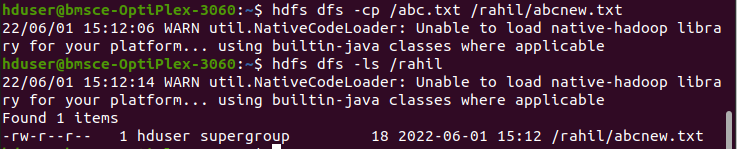 hduser@bmsce-OptiPlex-3060:~$ hdfs dfs -cp /abc.txt /rahil/abcnew.txt
22/06/01 15:12:06 WARN util.NativeCodeLoader: Unable to load native-hadoop libra
ry for your platform... using builtin-java classes where applicable
hduser@bmsce-OptiPlex-3060:~$ hdfs dfs -ls /rahil
22/06/01 15:12:14 WARN util.NativeCodeLoader: Unable to load native-hadoop libra
ry for your platform... using builtin-java classes where applicable
Found 1 items
-rw-r--r--   1 hduser supergroup         18 2022-06-01 15:12 /rahil/abcnew.txt